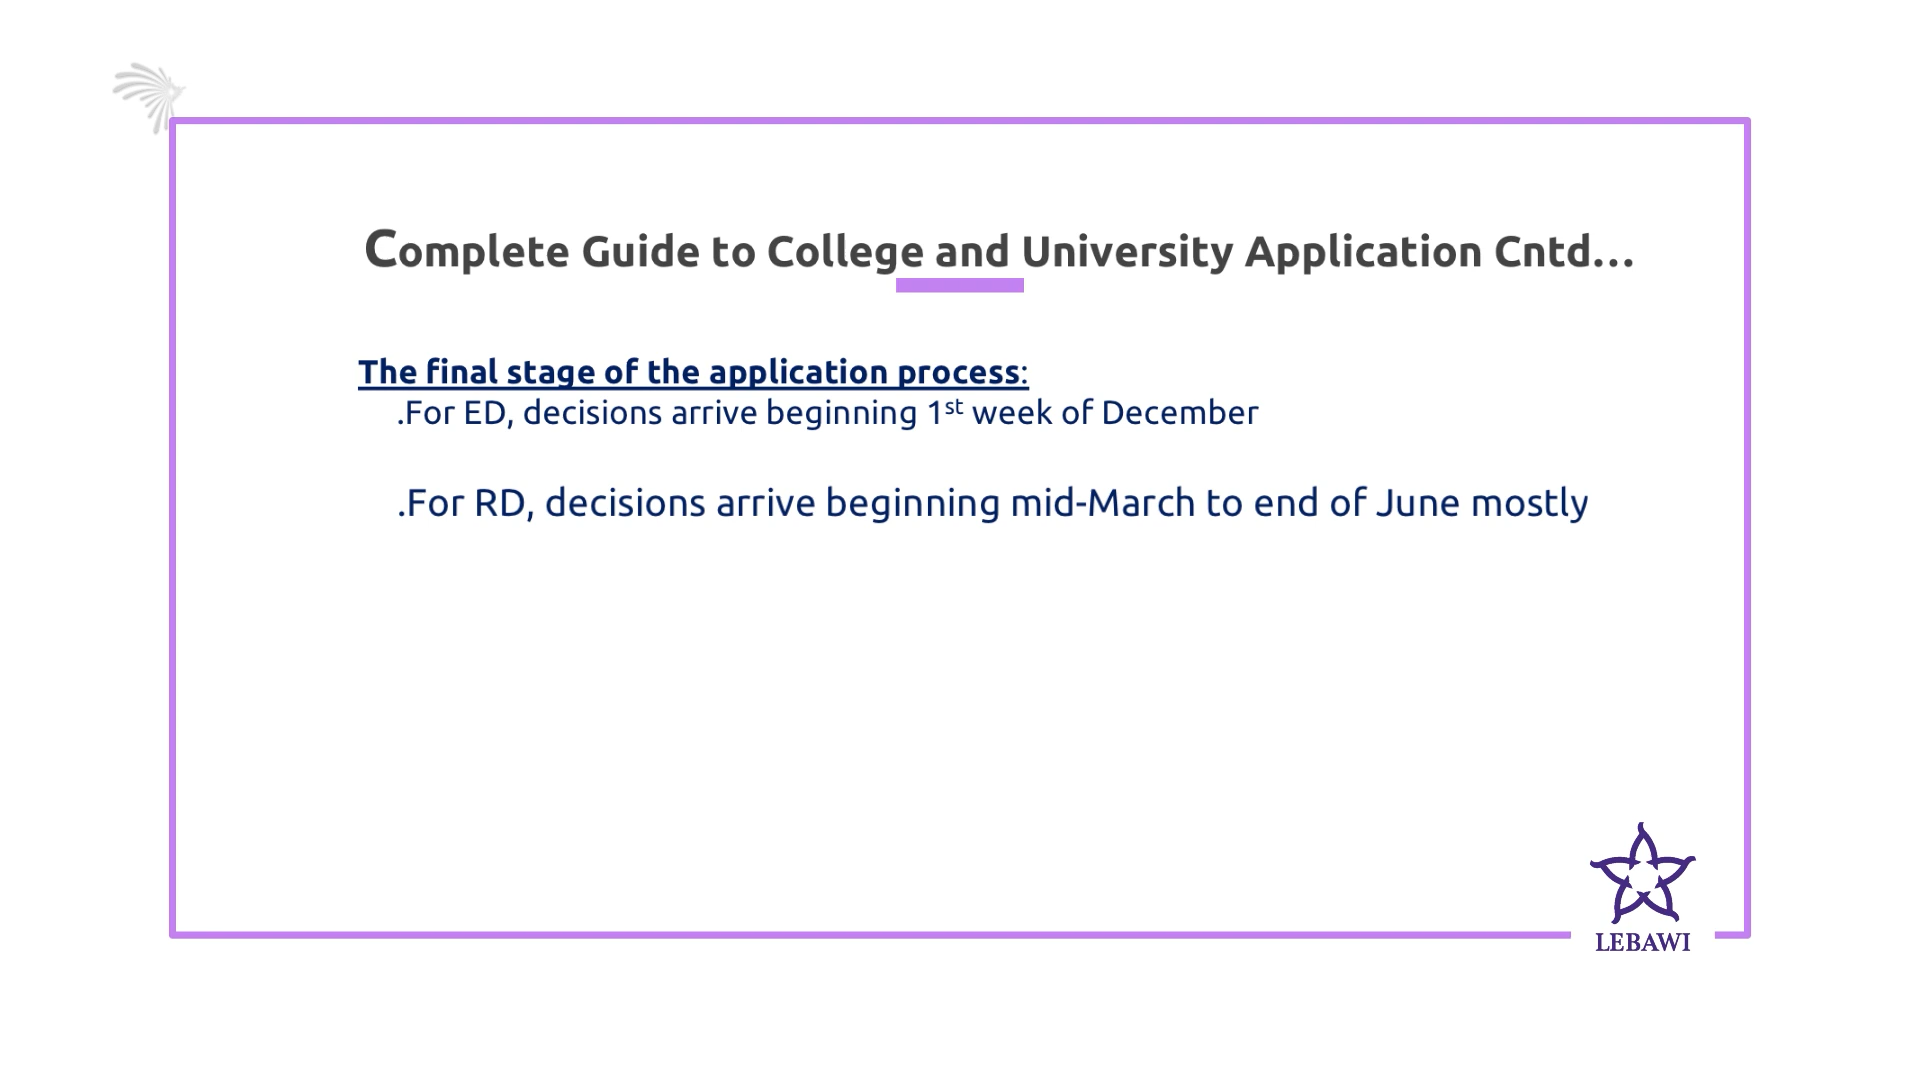 Complete Guide to College and University Application Cntd...
The final stage of the application process:
.For ED, decisions arrive beginning 1st week of December
.For RD, decisions arrive beginning mid-March to end of June mostly
LEBAWI